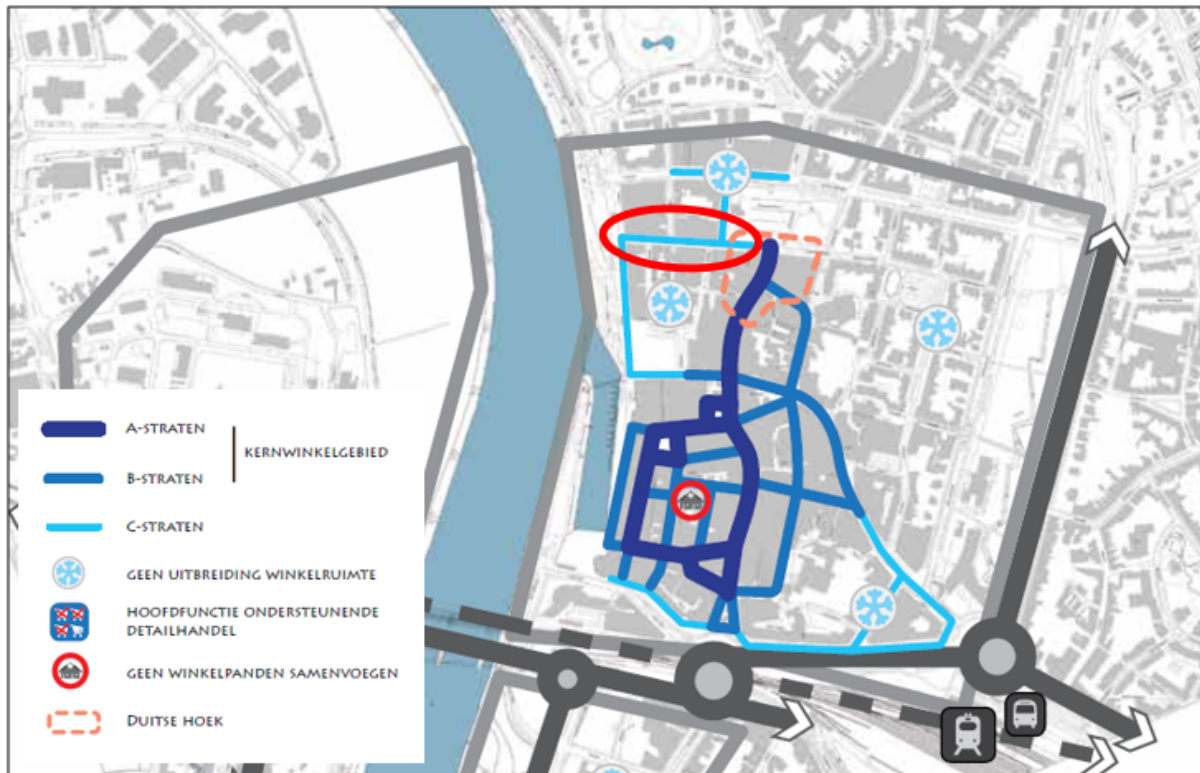 A-STRATEN
KERNWINKELGEBIED
B-STRATEN
C-STRATEN
GEEN UITBREIDING WINKELRUIMTE
HOOFDFUNCTIE ONDERSTEUNENDE
DETAILHANDEL
GEEN WINKELPANDEN SAMENVOEGEN
DUITSE HOEK